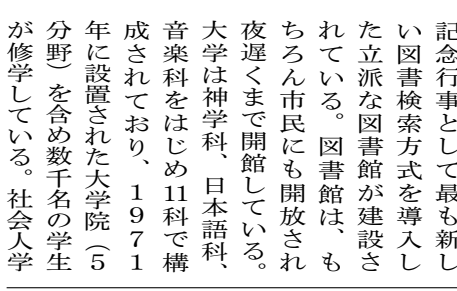 記念行事として最も新し
い図書検索方式を導入し
た立派な図書館が建設さ
れている。図書館は、も
ちろん市民にも開放され
夜遅くまで開館している。
大学は神学科、日本語科、
音楽科をはじめ11科で構
成されており、1971
年に設置された大学院（5
分野）を含め数千名の学生
が修学している。社会人学